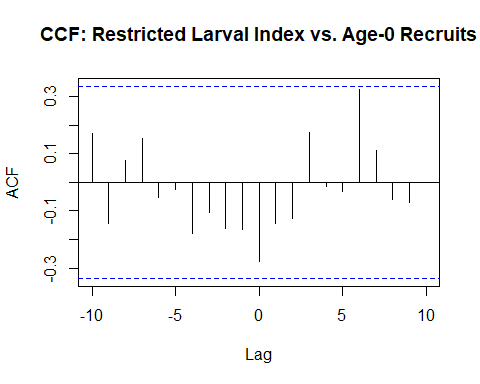 CCF: Restricted Larval Index vs. Age-0 Recruits
ACF
0.3
0.1
-0.1
-0.3
-10 -5 0 5 10
Lag